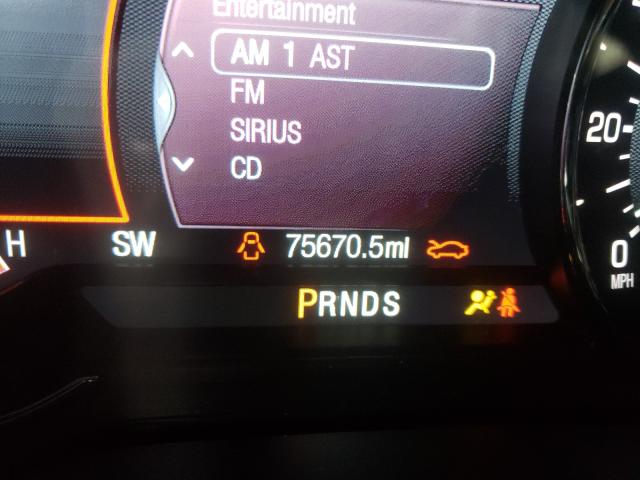 Entertainment
AM 1 AST
FM
SIRIUS
CD
20
H
SW
75670.5mi
0
MPH
PRNDS